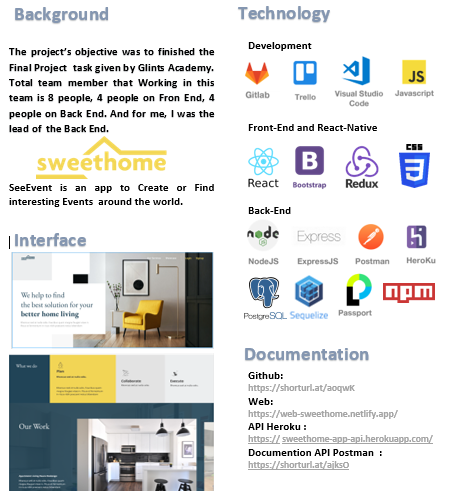 Background
The project's objective was to finished the
Final Project task given by Glints Academy.
Total team member that Working in this
team is 8 people, 4 people on Fron End, 4
people on Back End. And for me, I was the
lead of the Back End.
sweethome
SeeEvent is an app to Create or Find
interesting Events around the world.
Interface
We help to find
the best solution for your
better home living
What we do
Plan
Collaborate
Execute
Our Work
Technology
Development
JS
Gitlab
Trello
Visual Studio
Code
Javascript
Front-End and React-Native
React
B
Bootstrap
Redux
CSS
3
Back-End
node
JS
Express
NodeJS
ExpressJS
Postman
HeroKu
PostgreSQL
Sequelize
Passport
npm
Documentation
Github:
https://shorturl.at/aoqwK
Web:
https://web-sweethome.netlify.app/
API Heroku :
https:// sweethome-app-api.herokuapp.com/
Documention API Postman :
https://shorturl.at/ajksO